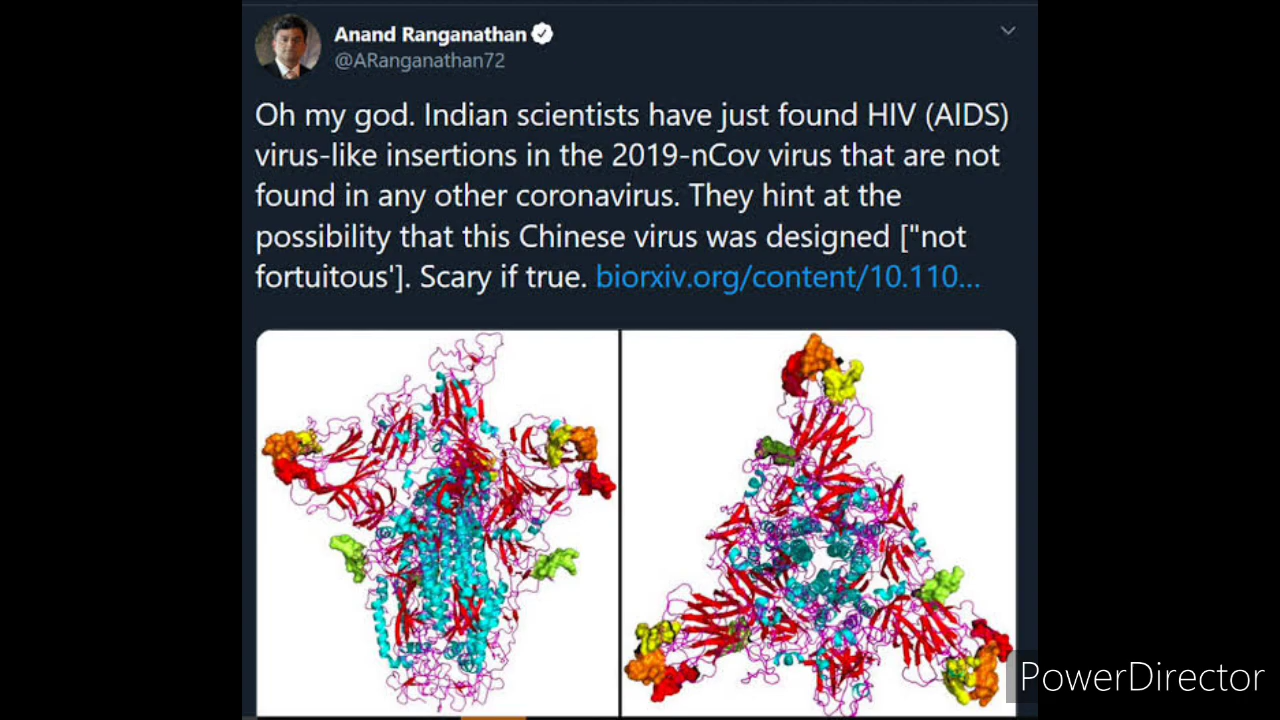 Anand Ranganathan
@ARanganathan72
Oh my god. Indian scientists have just found HIV (AIDS)
virus-like insertions in the 2019-nCov virus that are not
found in any other coronavirus. They hint at the
possibility that this Chinese virus was designed ["not
fortuitous']. Scary if true. biorxiv.org/content/10.110...
PowerDirector